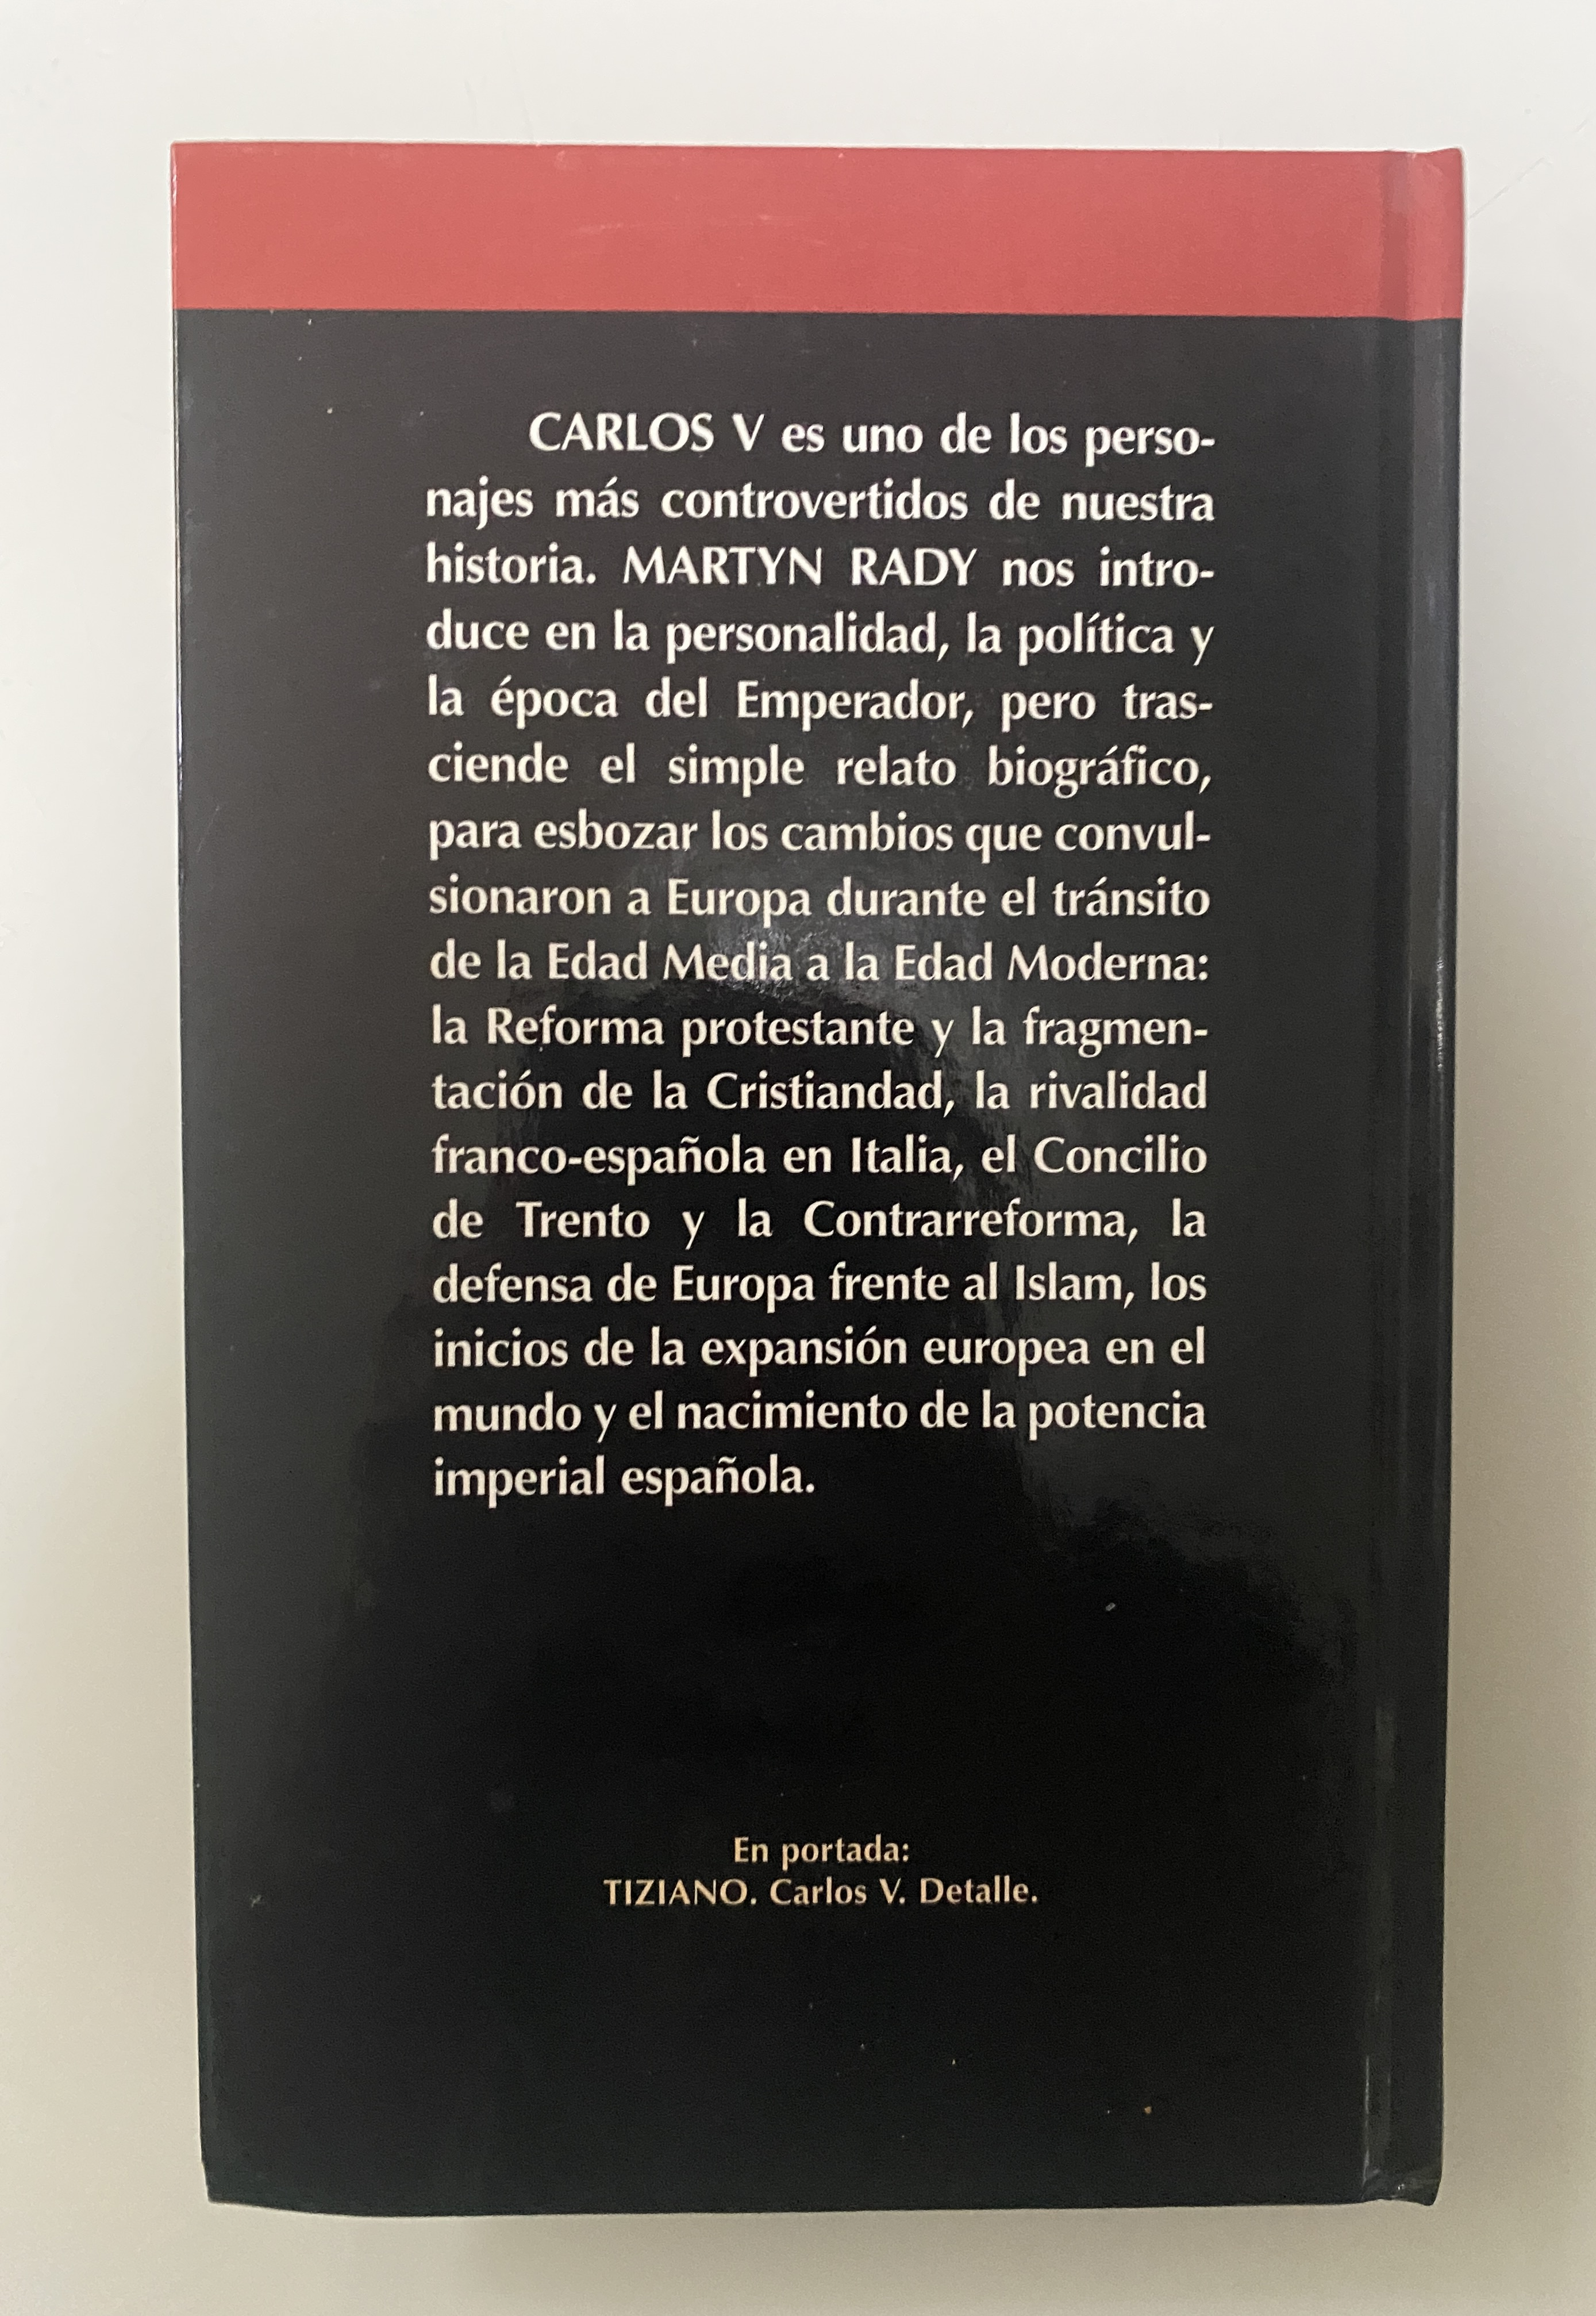 CARLOS V es uno de los perso-
najes más controvertidos de nuestra
historia. MARTYN RADY nos intro-
duce en la personalidad, la política y
la época del Emperador, pero tras-
ciende el simple relato biográfico,
para esbozar los cambios que convul-
sionaron a Europa durante el tránsito
de la Edad Media a la Edad Moderna:
la Reforma protestante y la fragmen-
tación de la Cristiandad, la rivalidad
franco-española en Italia, el Concilio
de Trento y la Contrarreforma, la
defensa de Europa frente al Islam, los
inicios de la expansión europea en el
mundo y el nacimiento de la potencia
imperial española.
En portada:
TIZIANO. Carlos V. Detalle.